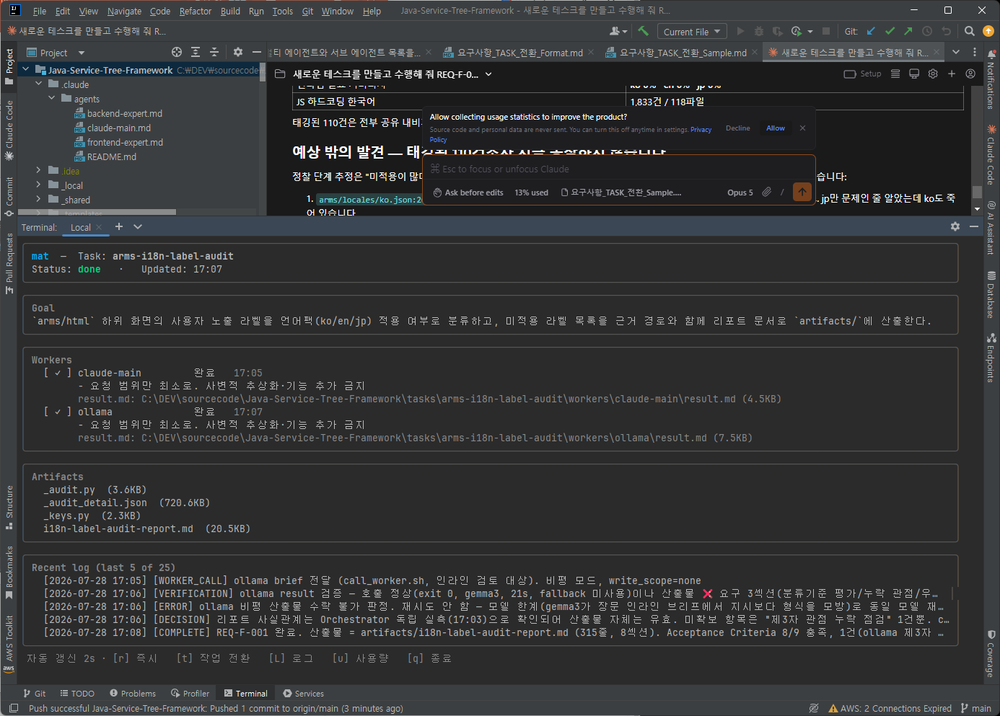 File Edit View Navigate Code Refactor Build Run Tools Git Window Help Java-Service-Tree-Framework - 새로운 테스크를 만들고 수행해 줘 R...
새로운 테스크를 만들고 수행해 줘 R...
Current File
Git:
Project
티 에이전트와 서브 에이전트 목록을...
요구사항_TASK_전환_Format.md
요구사항_TASK_전환_Sample.md
새로운 테스크를 만들고 수행해 줘 R...
Project
Claude Code
Commit
Pull Requests
Structure
Bookmarks
AWS Toolkit
aws
Java-Service-Tree-Framework C:₩DEV₩sourcecode₩
.claude
agents
backend-expert.md
claude-main.md
frontend-expert.md
README.md
.idea
_local
_shared
_templates
새로운 테스크를 만들고 수행해 줘 REQ-F-0...
Setup
ko 0% · en 0% · jp 0%
JS 하드코딩 한국어 1,833건 / 118파일
태깅된 110건은 전부 공유 내비
예상 밖의 발견 —
정찰 단계 추정은 "미적용이 많다 습니다:
1. arms/locales/ko.json:2 . jp만 문제인 줄 알았는데 ko도 죽
어 있습니다
Allow collecting usage statistics to improve the product?
Source code and personal data are never sent. You can turn this off anytime in settings. Privacy
Policy
Decline Allow
⌘ Esc to focus or unfocus Claude
Ask before edits 13% used 요구사항_TASK_전환_Sample.... Opus 5 /
Notifications
Claude Code
AI Assistant
Database
Endpoints
Coverage
Terminal: Local
mat — Task: arms-i18n-label-audit
Status: done · Updated: 17:07
Goal
`arms/html` 하위 화면의 사용자 노출 라벨을 언어팩(ko/en/jp) 적용 여부로 분류하고, 미적용 라벨 목록을 근거 경로와 함께 리포트 문서로 `artifacts/`에 산출한다.
Workers
[ ✓ ] claude-main 완료 17:05
- 요청 범위만 최소로. 사변적 추상화·기능 추가 금지
result.md: C:\DEV\sourcecode\Java-Service-Tree-Framework\tasks\arms-i18n-label-audit\workers\claude-main\result.md (4.5KB)
[ ✓ ] ollama 완료 17:07
- 요청 범위만 최소로. 사변적 추상화·기능 추가 금지
result.md: C:\DEV\sourcecode\Java-Service-Tree-Framework\tasks\arms-i18n-label-audit\workers\ollama\result.md (7.5KB)
Artifacts
_audit.py (3.6KB)
_audit_detail.json (720.6KB)
_keys.py (2.3KB)
i18n-label-audit-report.md (20.5KB)
Recent log (last 5 of 25)
[2026-07-28 17:05] [WORKER_CALL] ollama brief 전달 (call_worker.sh, 인라인 검토 대상). 비평 모드, write_scope=none
[2026-07-28 17:06] [VERIFICATION] ollama result 검증 — 호출 정상(exit 0, gemma3, 21s, fallback 미사용)이나 산출물 ❌ 요구 3섹션(분류기준 평가/누락 관점/우…
[2026-07-28 17:06] [ERROR] ollama 비평 산출물 수락 불가 판정. 재시도 안 함 — 모델 한계(gemma3가 장문 인라인 브리프에서 지시보다 형식을 모방)로 동일 모델 재…
[2026-07-28 17:06] [DECISION] 리포트 사실관계는 Orchestrator 독립 실측(17:03)으로 확인되어 산출물 자체는 유효. 미확보 항목은 "제3자 관점 누락 점검" 1건뿐. c…
[2026-07-28 17:08] [COMPLETE] REQ-F-001 완료. 산출물 = artifacts/i18n-label-audit-report.md (315줄, 8섹션). Acceptance Criteria 8/9 충족, 1건(ollama 제3자 …
자동 갱신 2s · [r] 즉시 [t] 작업 전환 [L] 로그 [u] 사용량 [q] 종료
Git TODO Problems Profiler Terminal Services
Push successful Java-Service-Tree-Framework: Pushed 1 commit to origin/main (3 minutes ago)
AWS: 2 Connections Expired main